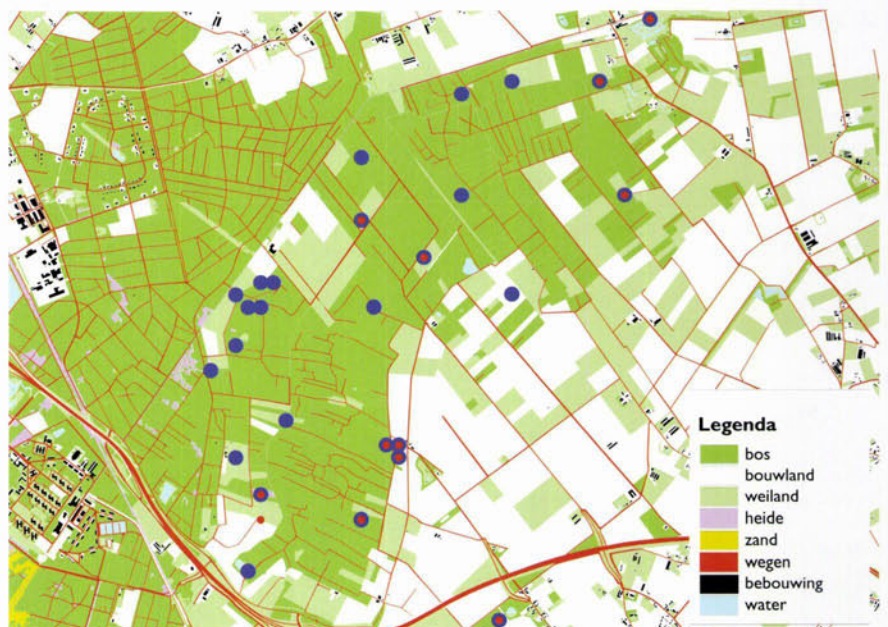 Legenda
bos
bouwland
weiland
heide
zand
wegen
bebouwing
water